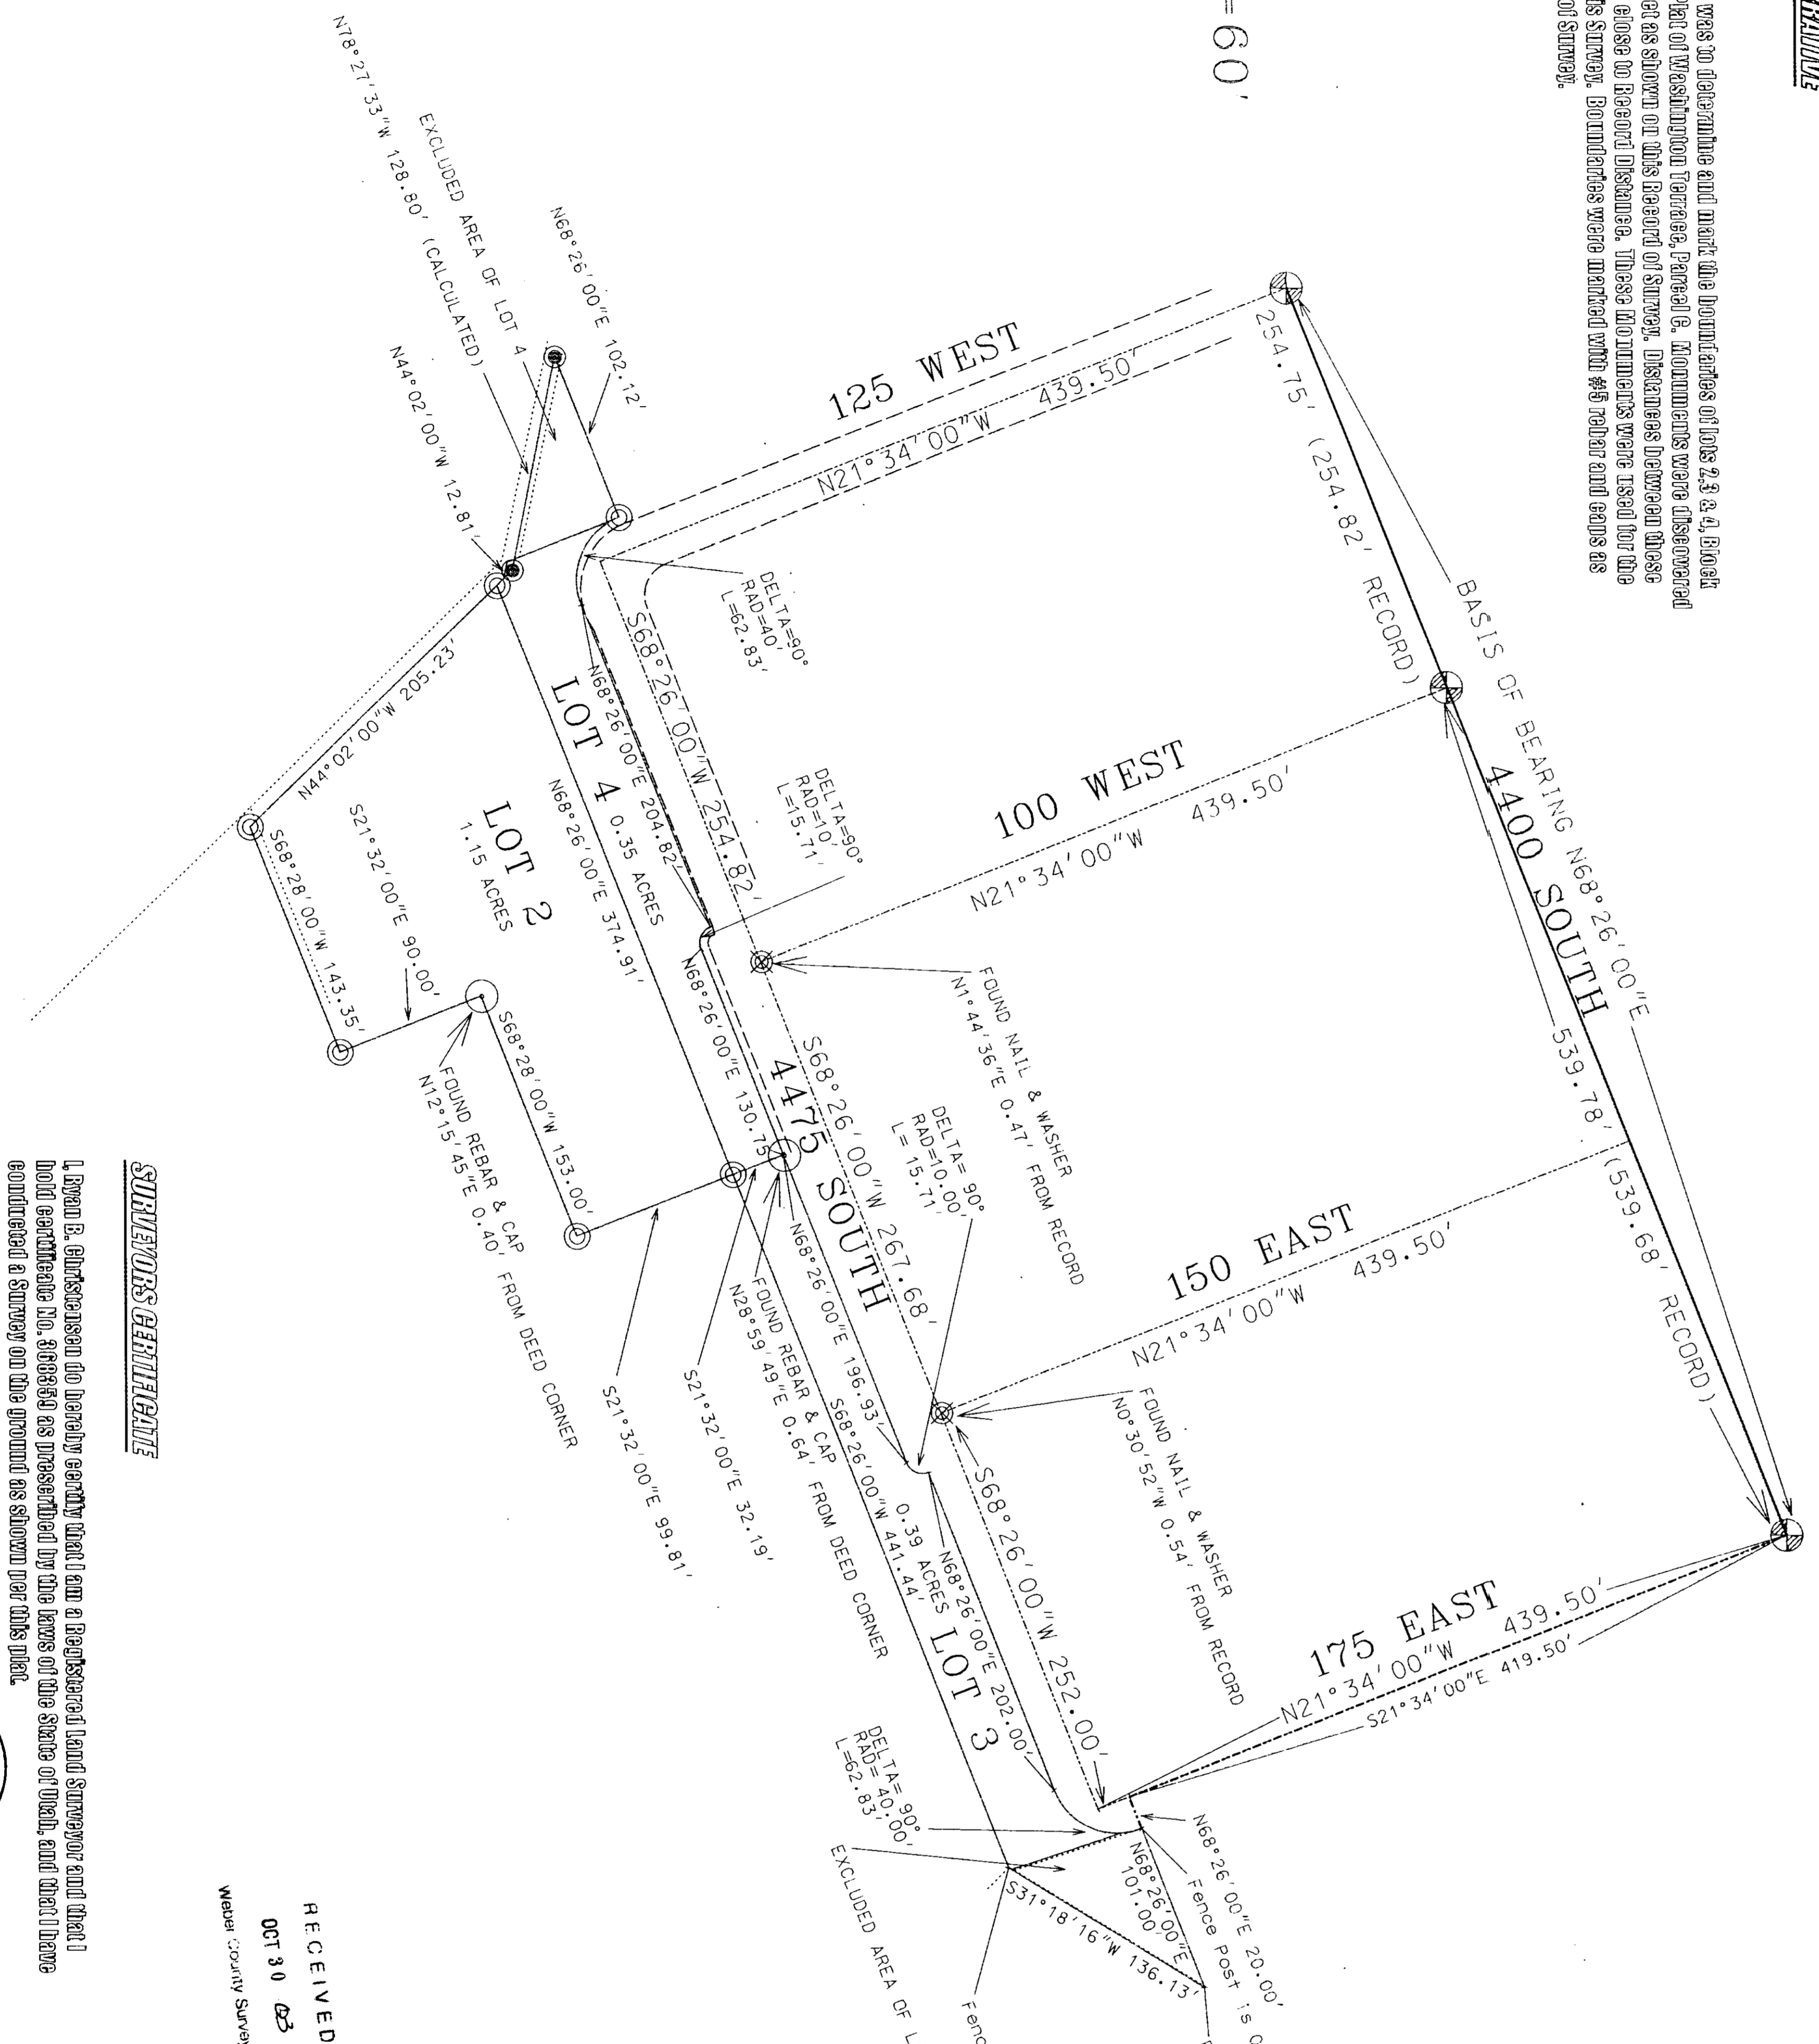 RATIVE
was to determine and mark the boundaries of lots 2,3 & 4, Block
Plat of Washington Terrace, Parcel C. Monuments were discovered
et as shown on this Record of Survey. Distances between these
close to Record Distance. These Monuments were used for the
is Survey. Boundaries were marked with #5 rebar and caps as
of Survey.
=60'
N78°27'33"W 128.80' (CALCULATED)
EXCLUDED AREA OF LOT 4
N68°26'00"E 102.12'
N44°02'00"W 12.81'
125 WEST
N21°34'00"W 439.50'
254.75' (254.82' RECORD)
BASIS OF BEARING N68°26'00"E
4400 SOUTH
539.78' (539.68' RECORD)
DELTA=90°
RAD=40'
L=62.83'
S68°26'00"W 254.82'
N68°26'00"E 204.82'
LOT 4 0.35 ACRES
N68°26'00"E 374.91'
DELTA=90°
RAD=10'
L=15.71'
100 WEST
N21°34'00"W 439.50'
N44°02'00"W 205.23'
LOT 2
1.15 ACRES
S68°28'00"W 143.35'
S21°32'00"E 90.00'
S68°28'00"W 153.00'
FOUND REBAR & CAP
N12°15'45"E 0.40' FROM DEED CORNER
N68°26'00"E 130.75'
4475 SOUTH
S68°26'00"W 267.68'
FOUND NAIL & WASHER
N1°44'36"E 0.47' FROM RECORD
DELTA= 90°
RAD=10.00'
L= 15.71'
150 EAST
N21°34'00"W 439.50'
N68°26'00"E 196.93'
FOUND REBAR & CAP
N28°59'49"E 0.64' FROM DEED CORNER
S21°32'00"E 32.19'
S21°32'00"E 99.81'
S68°26'00"W 441.44'
0.39 ACRES LOT 3
N68°26'00"E 202.00'
S68°26'00"W 252.00'
FOUND NAIL & WASHER
N0°30'52"W 0.54' FROM RECORD
175 EAST
N21°34'00"W 439.50'
S21°34'00"E 419.50'
DELTA= 90°
RAD= 40.00'
L=62.83'
EXCLUDED AREA OF L
N68°26'00"E 20.00'
Fence Post is 0
N68°26'00"E
101.00'
S31°18'16"W 136.13'
Fenc
SURVEYORS CERTIFICATE
I, Ryan B. Christensen do hereby certify that I am a Registered Land Surveyor and that I
hold certificate No. 368359 as prescribed by the laws of the State of Utah, and that I have
conducted a Survey on the ground as shown per this plat.
RECEIVED
OCT 30 03
Weber County Survey